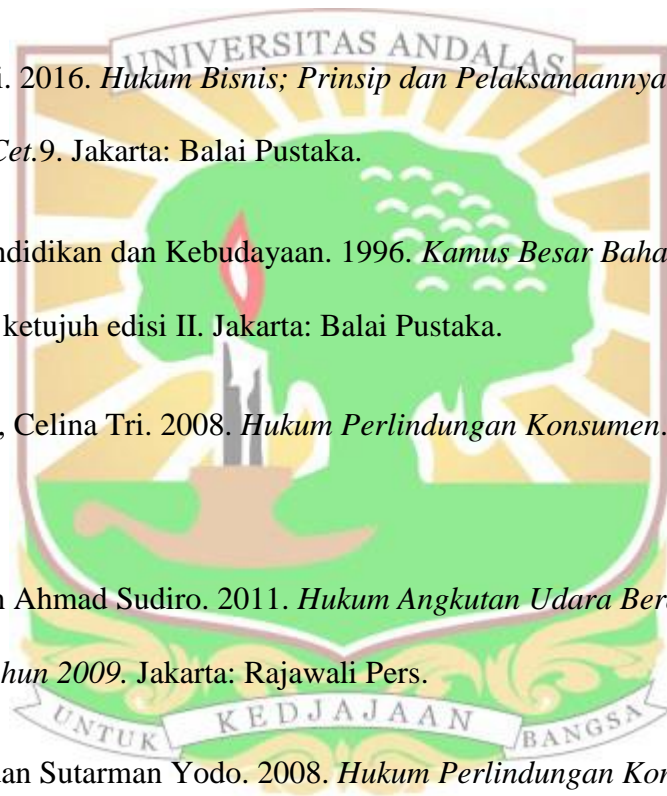 UNIVERSITAS ANDALAS
i. 2016. Hukum Bisnis; Prinsip dan Pelaksanaannya
Cet.9. Jakarta: Balai Pustaka.
ndidikan dan Kebudayaan. 1996. Kamus Besar Baha
ketujuh edisi II. Jakarta: Balai Pustaka.
, Celina Tri. 2008. Hukum Perlindungan Konsumen.
n Ahmad Sudiro. 2011. Hukum Angkutan Udara Ber
hun 2009. Jakarta: Rajawali Pers.
UNTUK KEDJAJAAN BANGSA
dan Sutarman Yodo. 2008. Hukum Perlindungan Kon